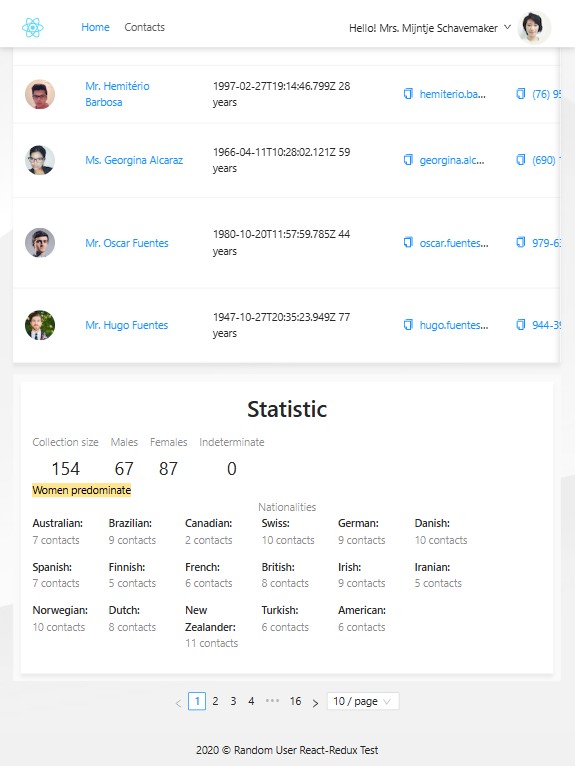 Home Contacts Hello! Mrs. Mijntje Schavemaker
Mr. Hemitério
Barbosa
1997-02-27T19:14:46.799Z 28
years
hemiterio.ba...
(76) 95
Ms. Georgina Alcaraz
1966-04-11T10:28:02.121Z 59
years
georgina.alc...
(690)
Mr. Oscar Fuentes
1980-10-20T11:57:59.785Z 44
years
oscar.fuentes...
979-63
Mr. Hugo Fuentes
1947-10-27T20:35:23.949Z 77
years
hugo.fuentes...
944-39
Statistic
Collection size Males Females Indeterminate
154 67 87 0
Women predominate
Nationalities
Australian: Brazilian: Canadian: Swiss: German: Danish:
7 contacts 9 contacts 2 contacts 10 contacts 9 contacts 10 contacts
Spanish: Finnish: French: British: Irish: Iranian:
7 contacts 5 contacts 6 contacts 8 contacts 9 contacts 5 contacts
Norwegian: Dutch: New Turkish: American:
10 contacts 8 contacts Zealander: 6 contacts 6 contacts
11 contacts
< 1 2 3 4 ••• 16 > 10 / page
2020 © Random User React-Redux Test